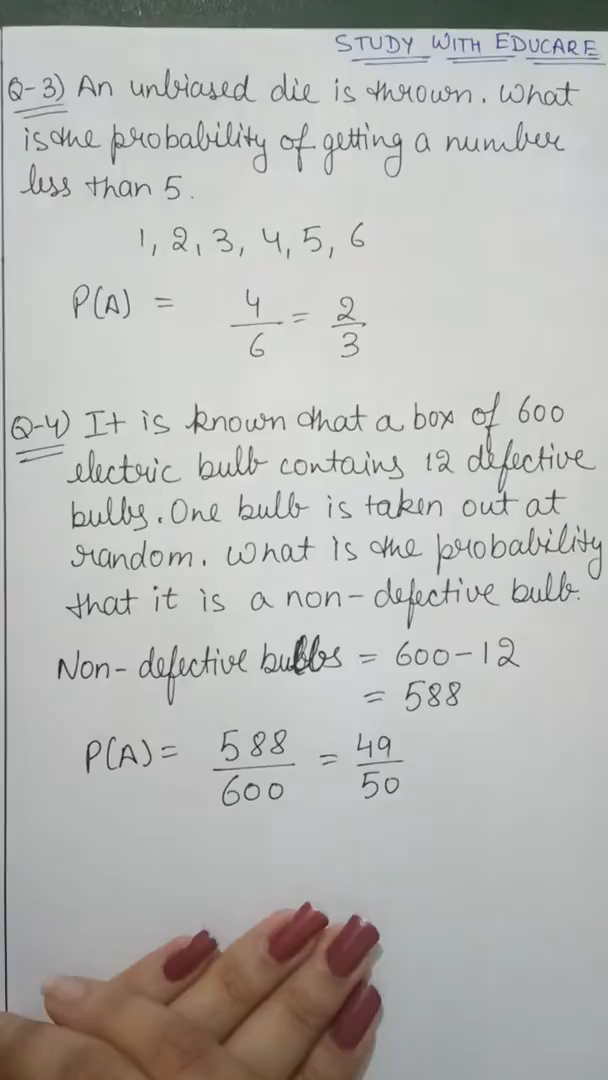 STUDY WITH EDUCARE
Q-3) An unbiased die is thrown. What
is the probability of getting a number
less than 5.
1, 2, 3, 4, 5, 6
P(A) = 4/6 = 2/3
Q-4) It is known that a box of 600
electric bulb contains 12 defective
bulbs. One bulb is taken out at
random. What is the probability
that it is a non-defective bulb.
Non-defective bulbs = 600-12
= 588
P(A) = 588/600 = 49/50